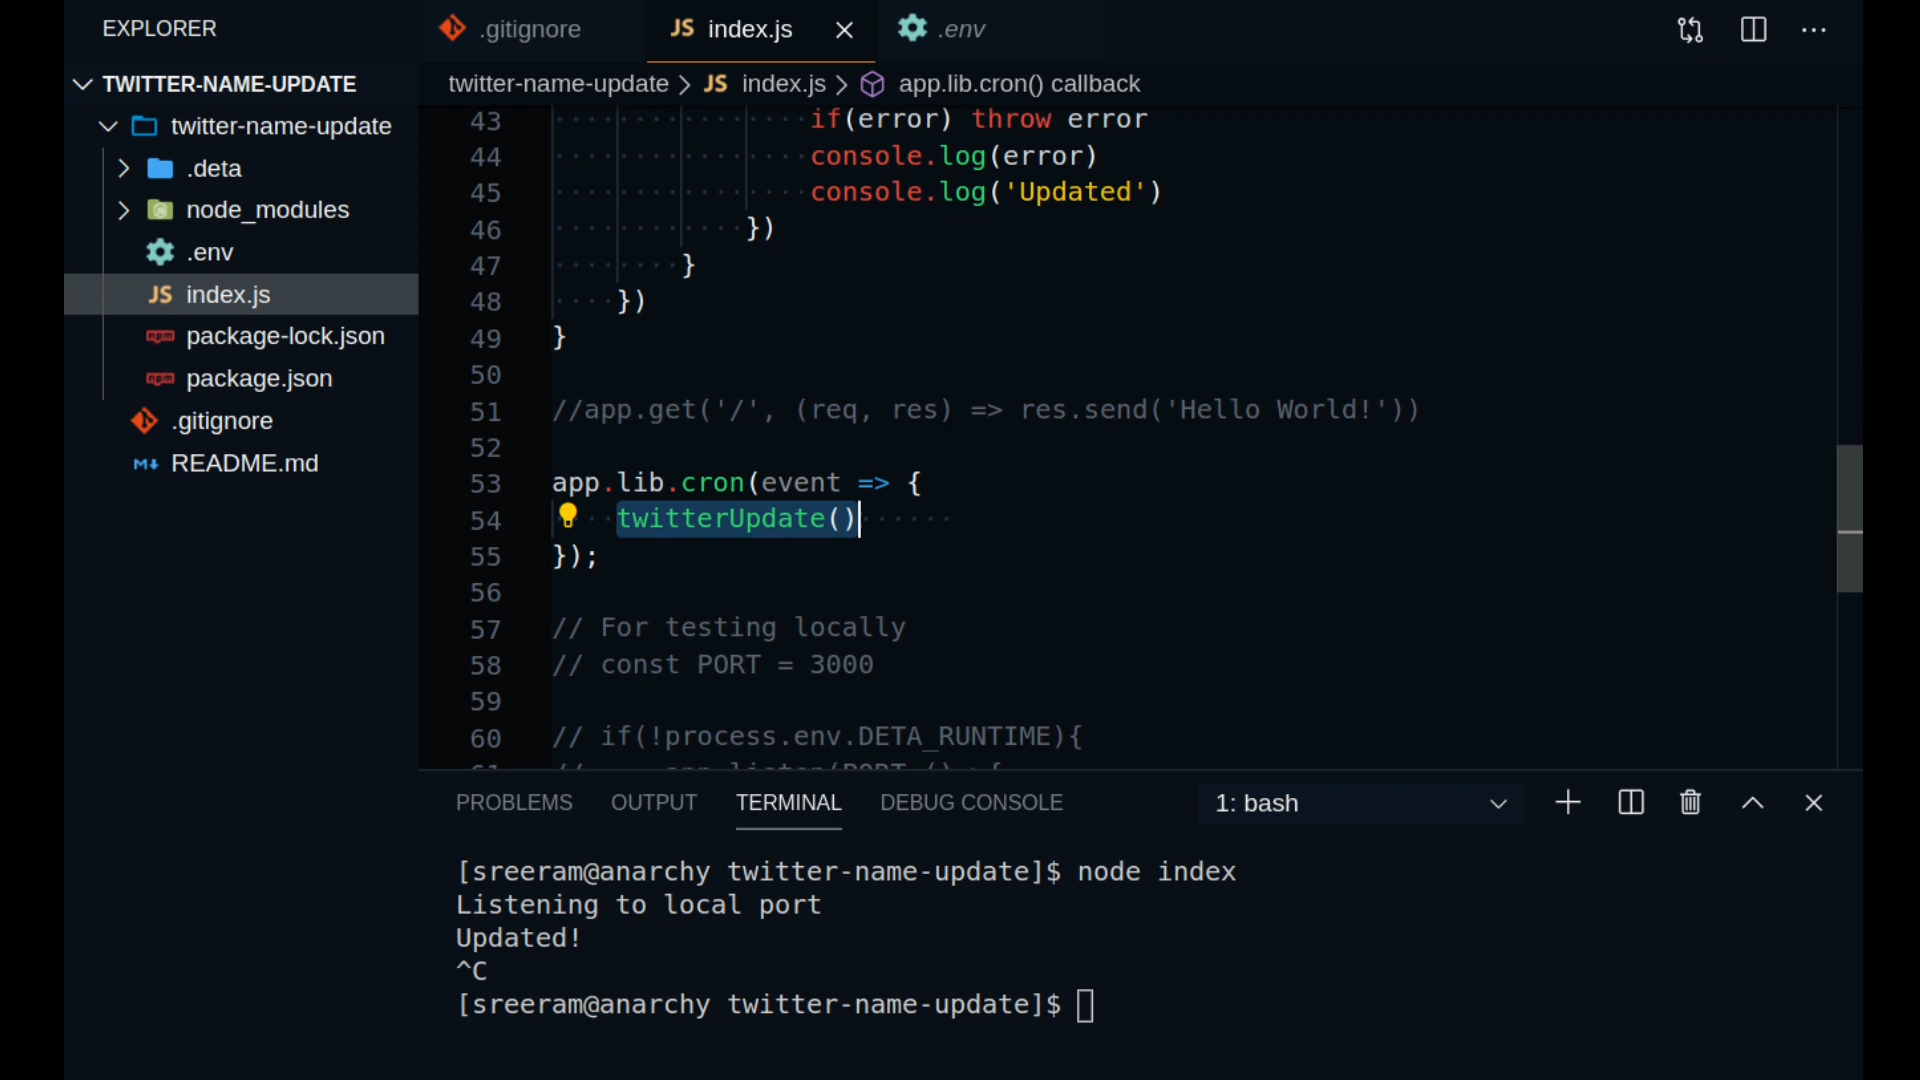 EXPLORER
TWITTER-NAME-UPDATE
twitter-name-update
.deta
node_modules
.env
JS index.js
package-lock.json
package.json
.gitignore
README.md
.gitignore
JS index.js
.env
twitter-name-update > JS index.js > app.lib.cron() callback
43 if(error) throw error
44 console.log(error)
45 console.log('Updated')
46 })
47 }
48 })
49 }
50
51 //app.get('/', (req, res) => res.send('Hello World!'))
52
53 app.lib.cron(event => {
54 twitterUpdate()
55 });
56
57 // For testing locally
58 // const PORT = 3000
59
60 // if(!process.env.DETA_RUNTIME){
PROBLEMS OUTPUT TERMINAL DEBUG CONSOLE 1: bash
[sreeram@anarchy twitter-name-update]$ node index
Listening to local port
Updated!
^C
[sreeram@anarchy twitter-name-update]$